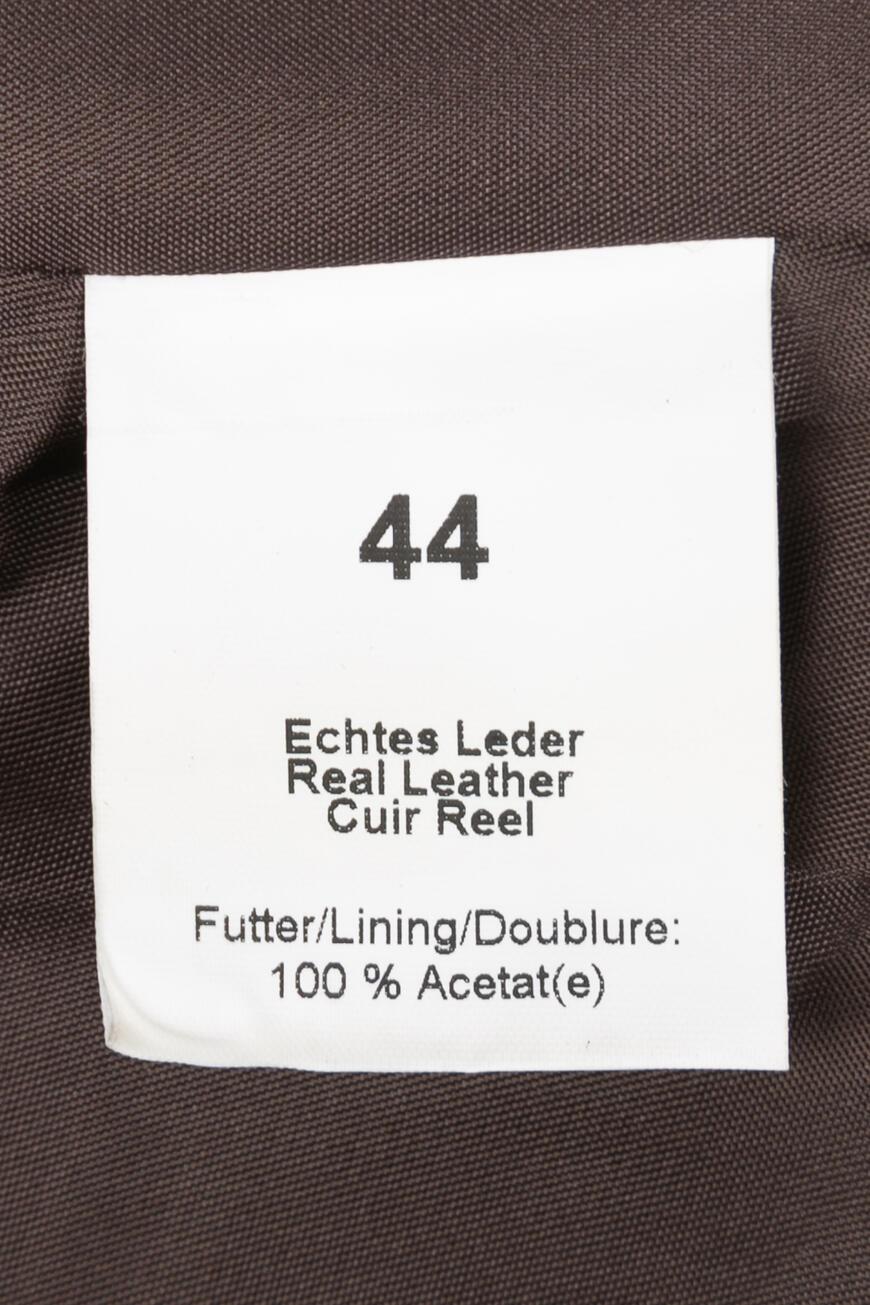 44
Echtes Leder
Real Leather
Cuir Reel
Futter/Lining/Doublure:
100 % Acetat(e)